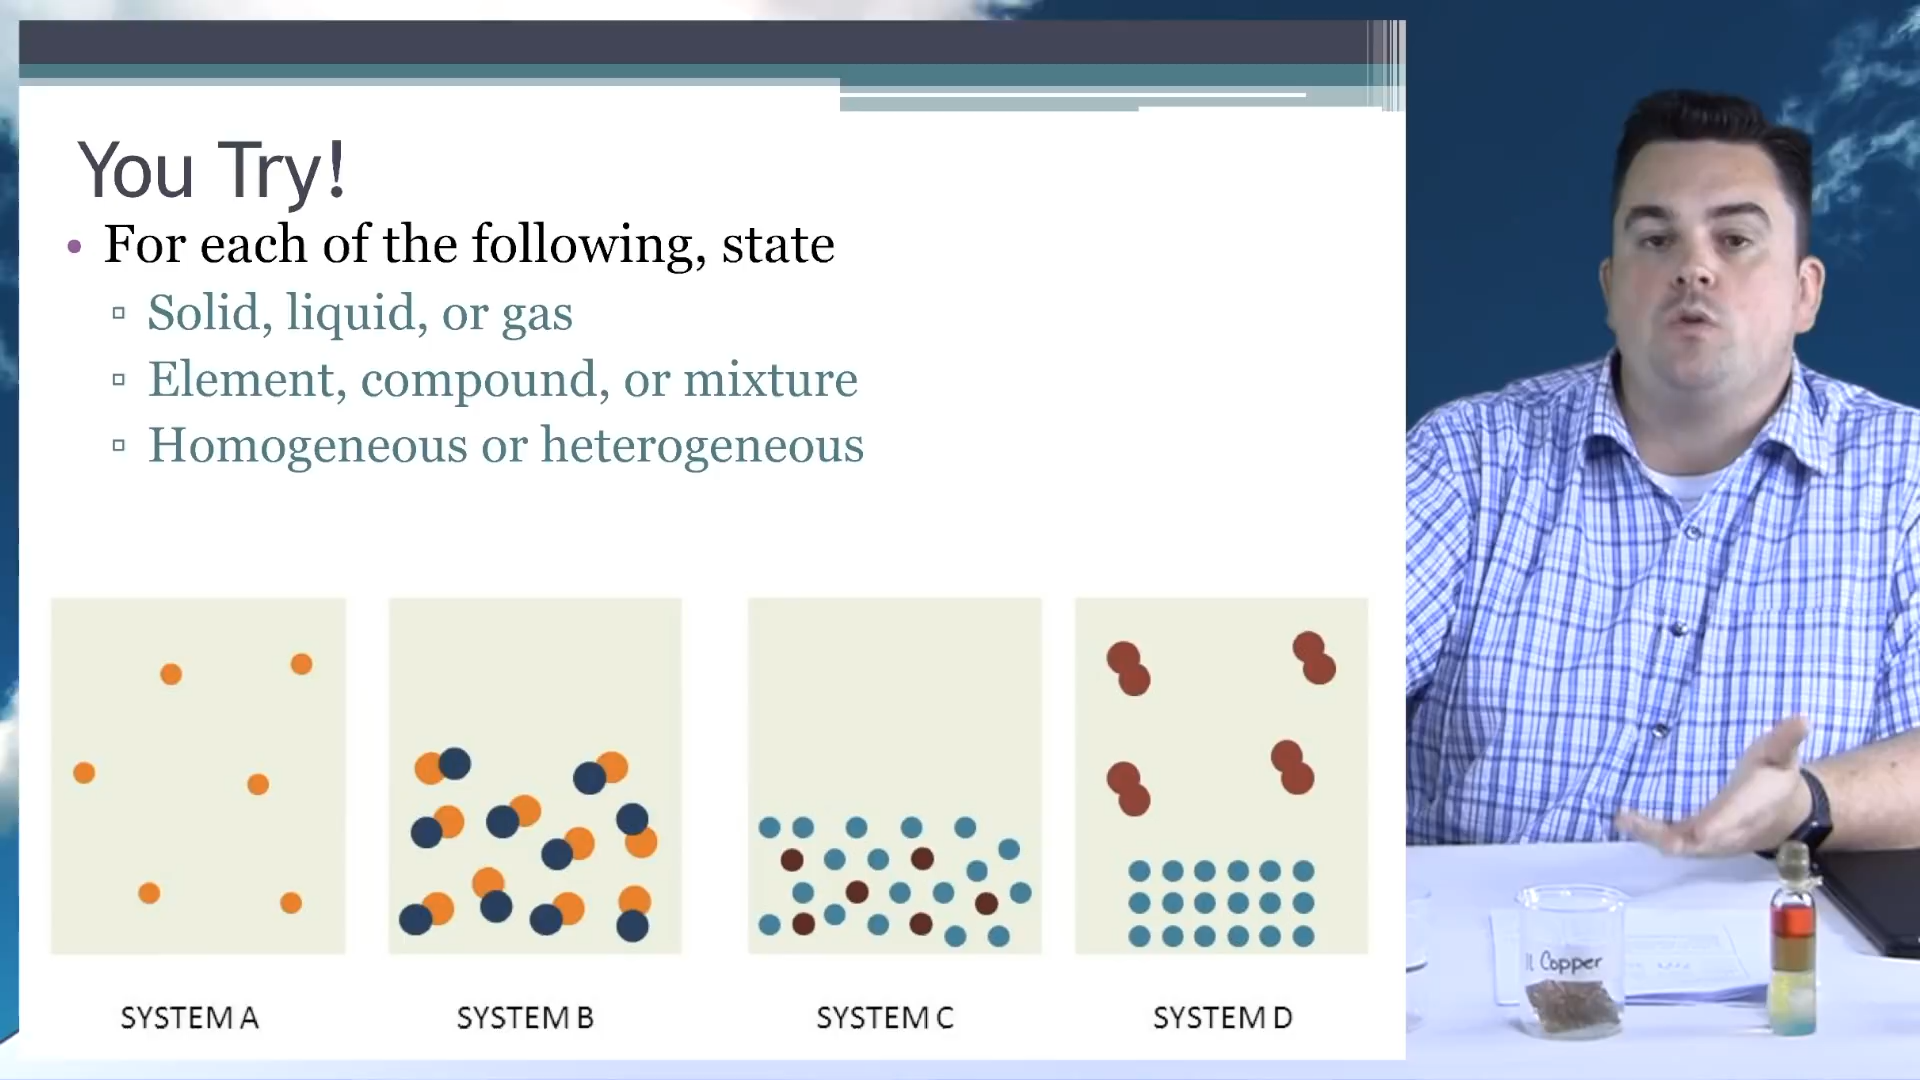 You Try!
• For each of the following, state
▫ Solid, liquid, or gas
▫ Element, compound, or mixture
▫ Homogeneous or heterogeneous
SYSTEM A
SYSTEM B
SYSTEM C
SYSTEM D
Copper